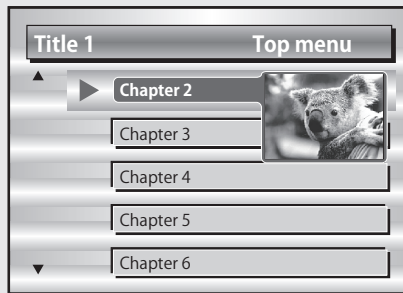 Title 1 Top menu
Chapter 2
Chapter 3
Chapter 4
Chapter 5
Chapter 6